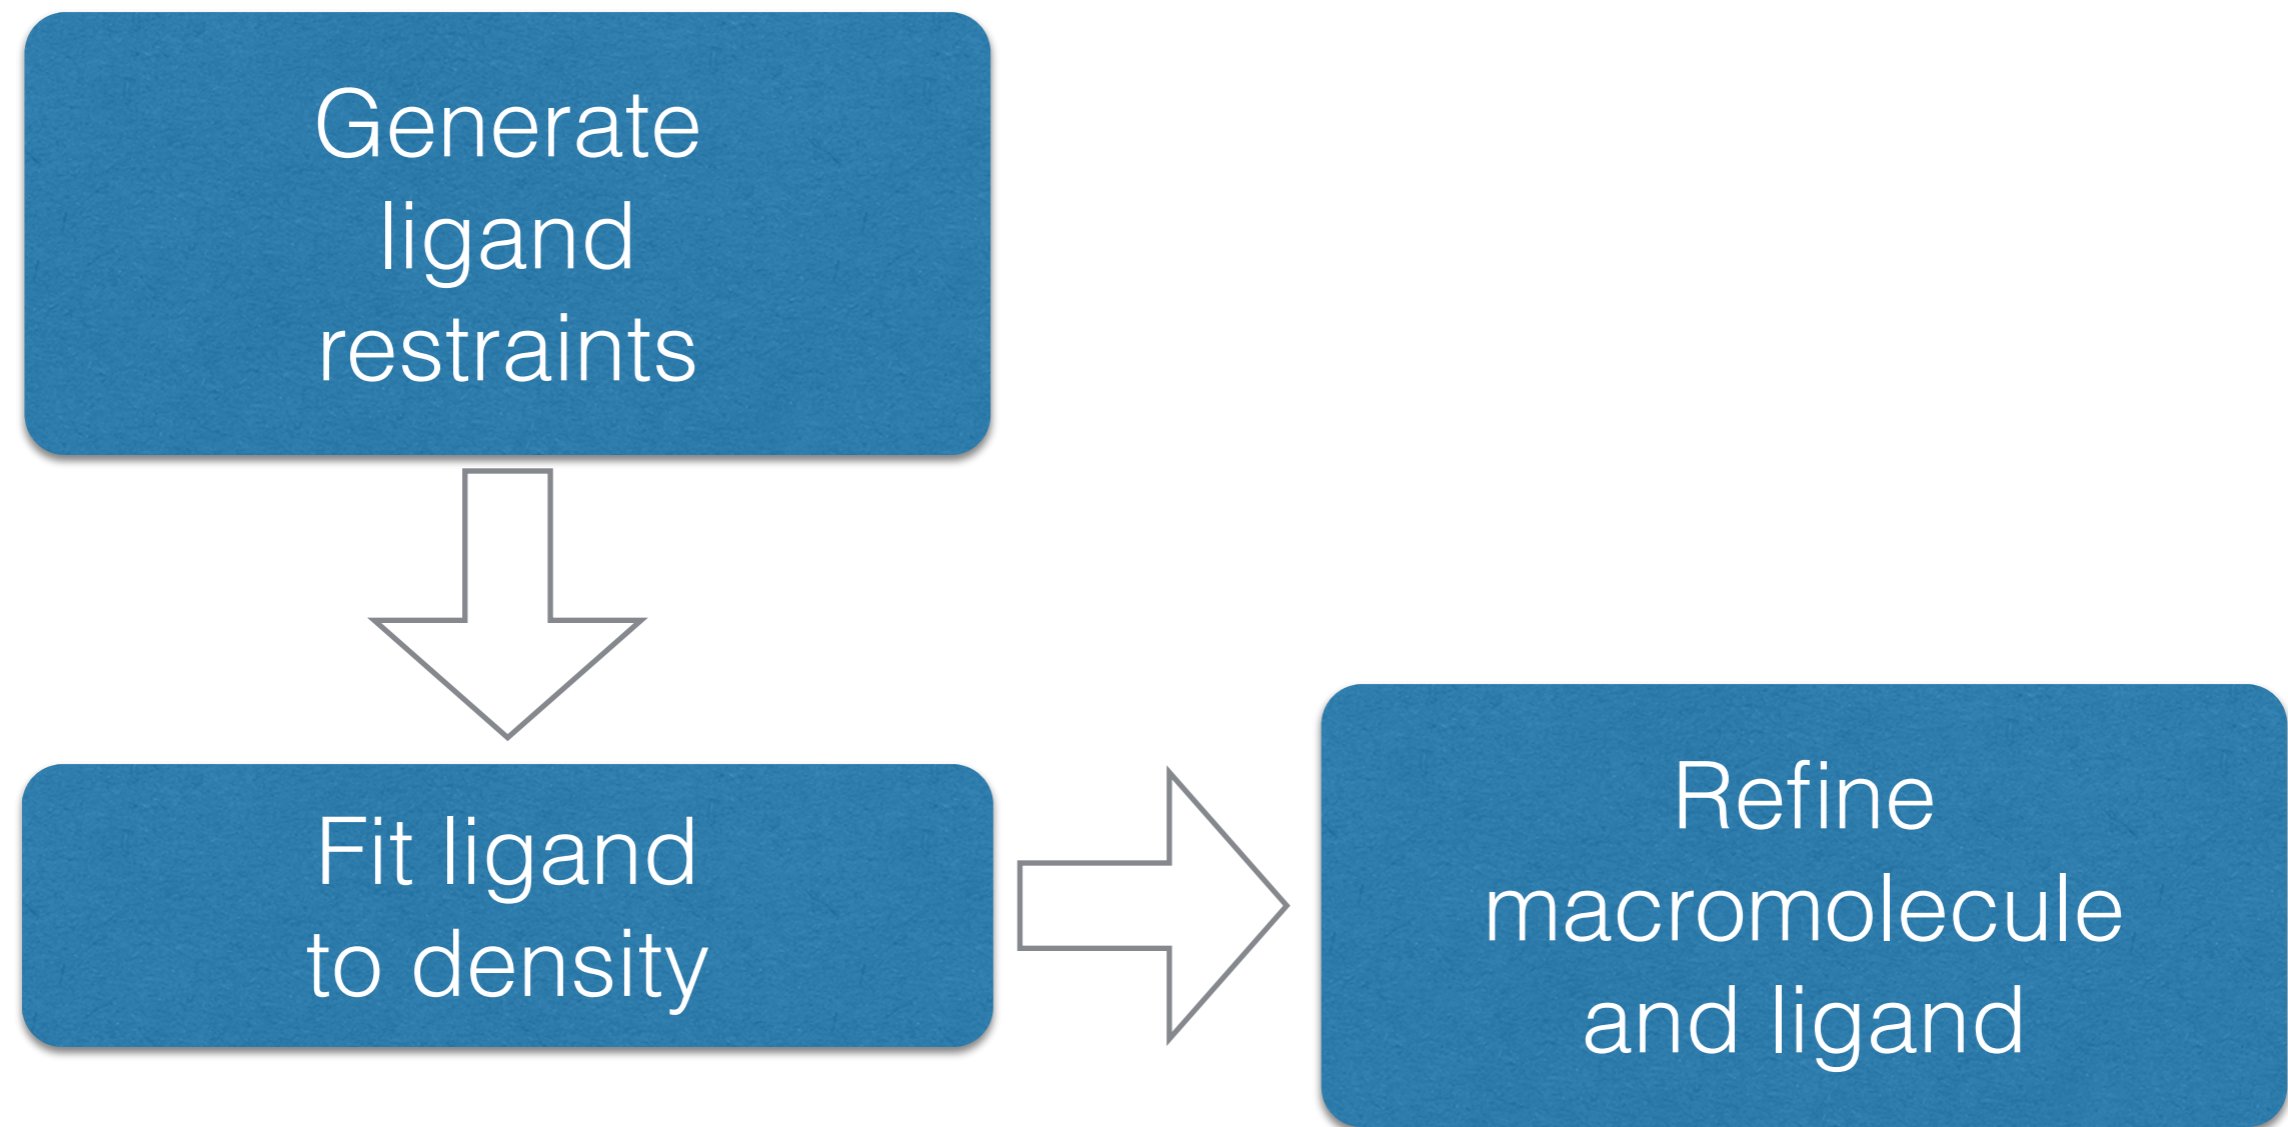 Generate
ligand
restraints
Fit ligand
to density
Refine
macromolecule
and ligand